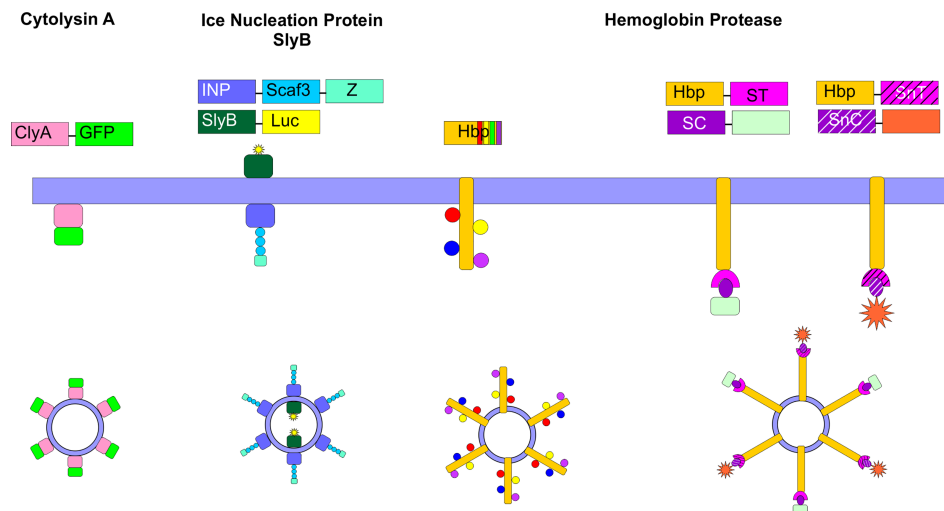 Cytolysin A
Ice Nucleation Protein
SlyB
Hemoglobin Protease
INP Scaf3 Z
SlyB Luc
ClyA GFP
Hbp
Hbp ST
SC
Hbp SnT
SnC